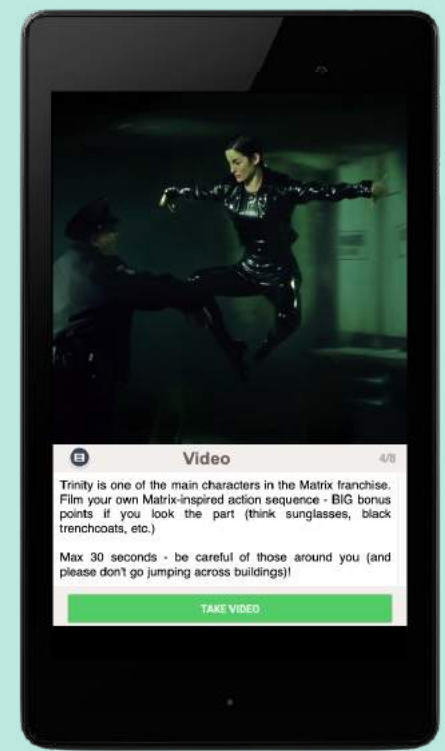 Video
4/8
Trinity is one of the main characters in the Matrix franchise.
Film your own Matrix-inspired action sequence - BIG bonus
points if you look the part (think sunglasses, black
trenchcoats, etc.)
Max 30 seconds - be careful of those around you (and
please don't go jumping across buildings)!
TAKE VIDEO